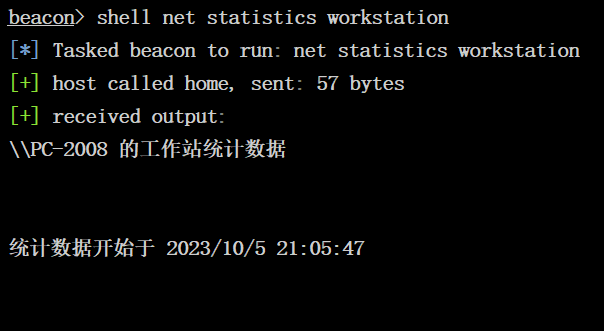 beacon> shell net statistics workstation
[*] Tasked beacon to run: net statistics workstation
[+] host called home, sent: 57 bytes
[+] received output:
\\PC-2008 的工作站统计数据
统计数据开始于 2023/10/5 21:05:47